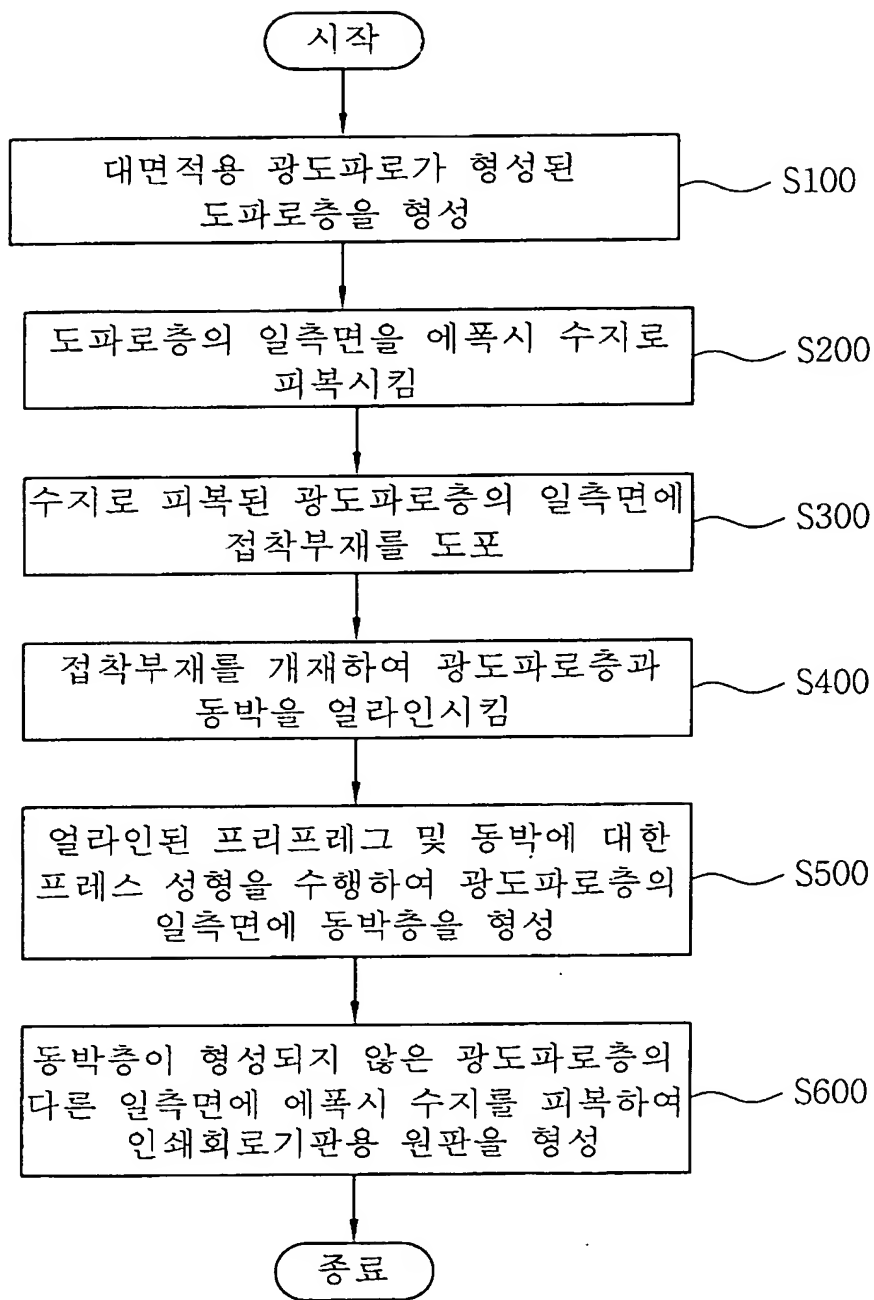 시작
대면적용 광도파로가 형성된
도파로층을 형성
S100
도파로층의 일측면을 에폭시 수지로
피복시킴
S200
수지로 피복된 광도파로층의 일측면에
접착부재를 도포
S300
접착부재를 개재하여 광도파로층과
동박을 얼라인시킴
S400
얼라인된 프리프레그 및 동박에 대한
프레스 성형을 수행하여 광도파로층의
일측면에 동박층을 형성
S500
동박층이 형성되지 않은 광도파로층의
다른 일측면에 에폭시 수지를 피복하여
인쇄회로기판용 원판을 형성
S600
종료